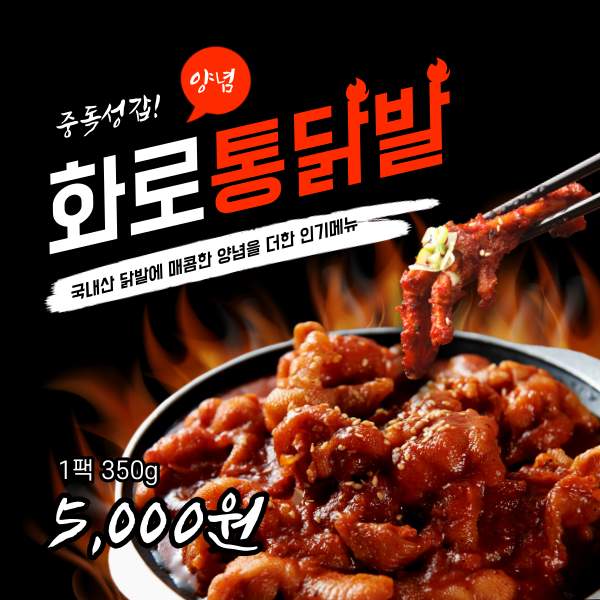 양념
중독성갑!
화로통닭발
국내산 닭발에 매콤한 양념을 더한 인기메뉴
1팩 350g
5,000원